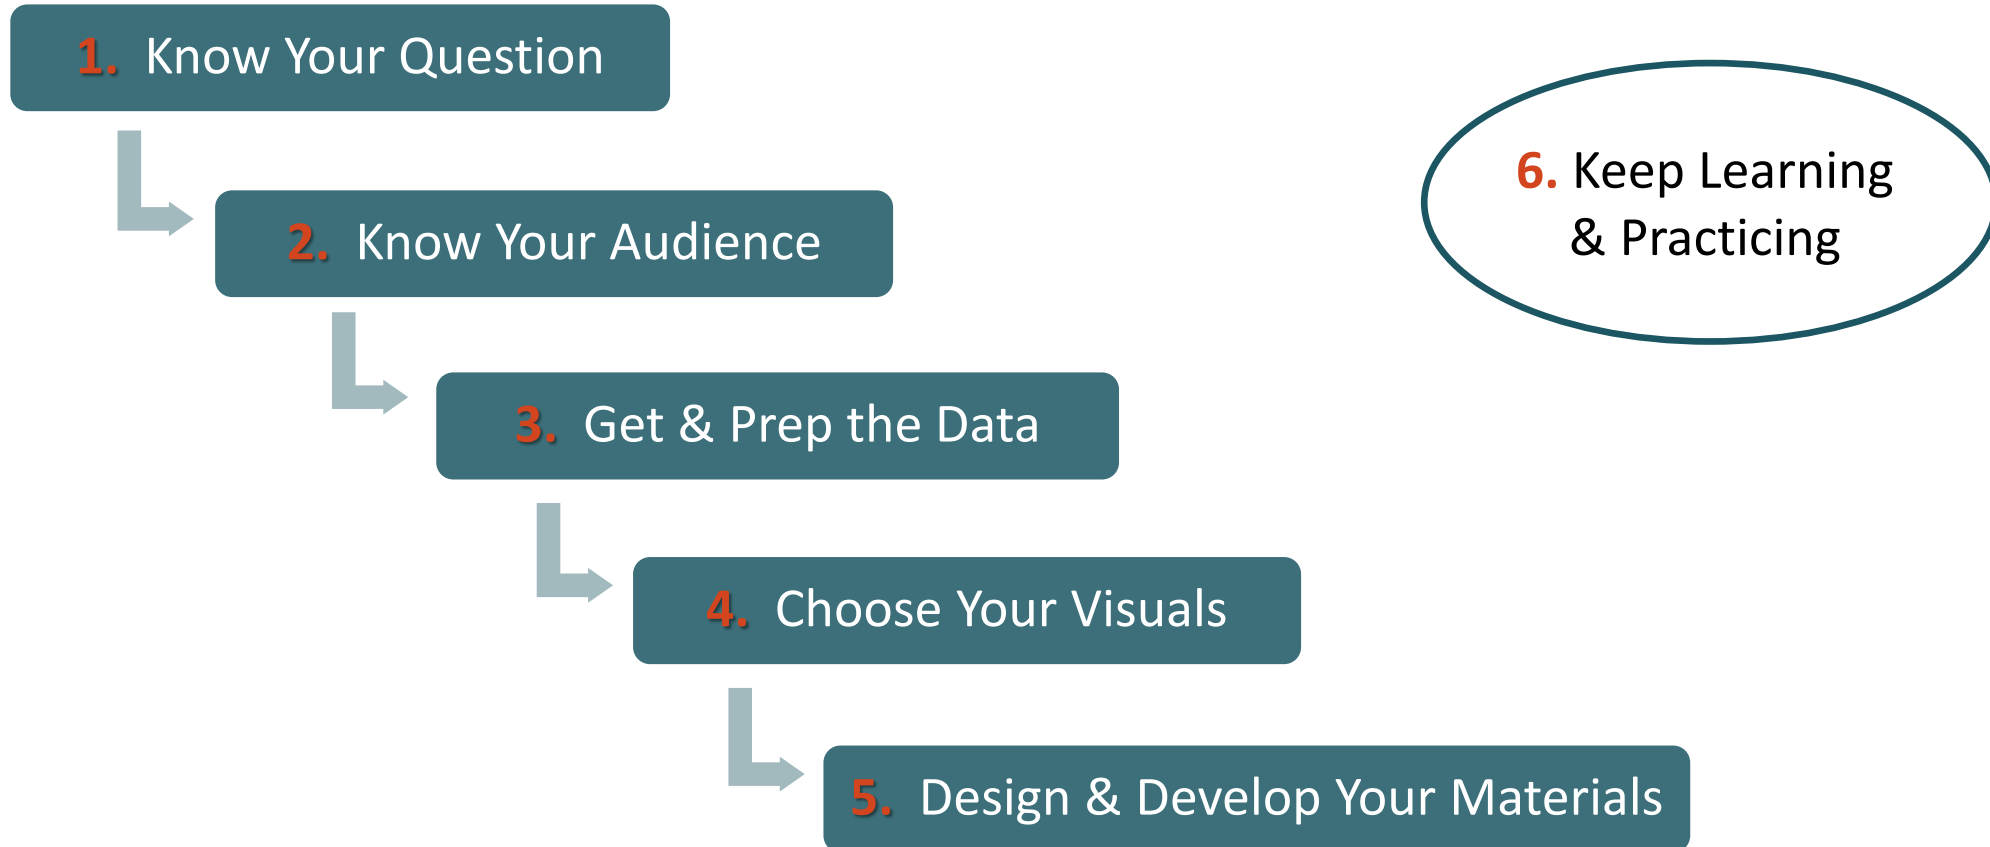 1. Know Your Question
2. Know Your Audience
3. Get & Prep the Data
4. Choose Your Visuals
5. Design & Develop Your Materials
6. Keep Learning
& Practicing